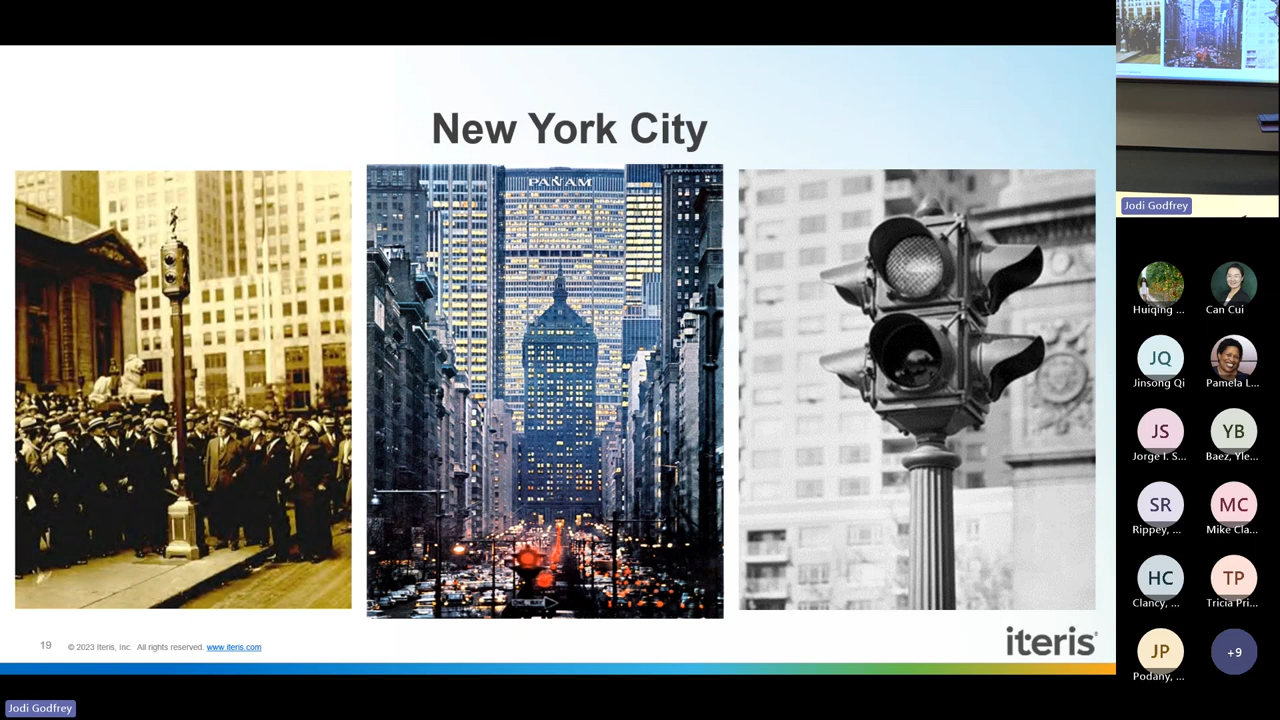 New York City
PANAM
19
© 2023 Iteris, Inc. All rights reserved. www.iteris.com
iteris
Jodi Godfrey
Jodi Godfrey
Huiqing ...
Can Cui
JQ
Jinsong Qi
Pamela L...
JS
Jorge I. S...
YB
Baez, Yle...
SR
Rippey, ...
MC
Mike Cla...
HC
Clancy, ...
TP
Tricia Pri...
JP
Podany, ...
+9